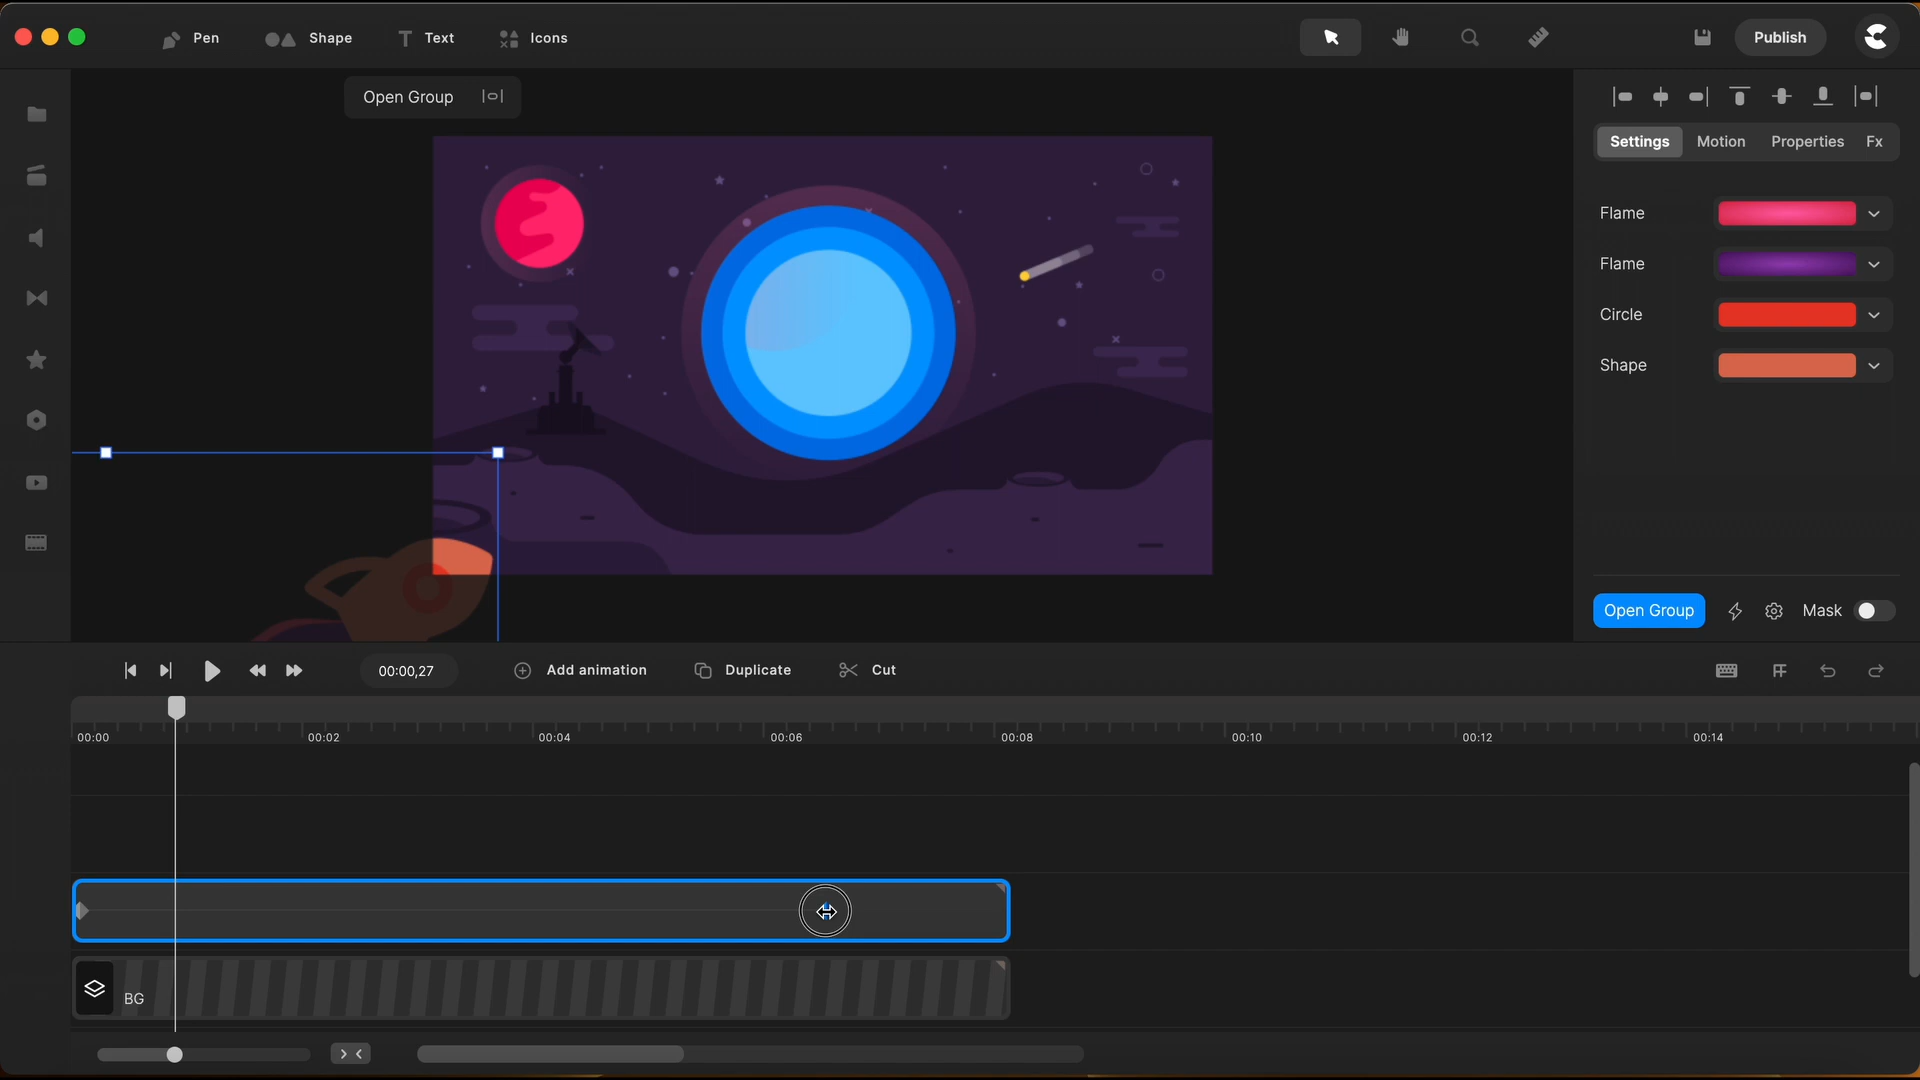 Pen
Shape
Text
Icons
Publish
Open Group
Settings
Motion
Properties
Fx
Flame
Flame
Circle
Shape
Open Group
Mask
00:00,27
Add animation
Duplicate
Cut
00:00
00:02
00:04
00:06
00:08
00:10
00:12
00:14
BG